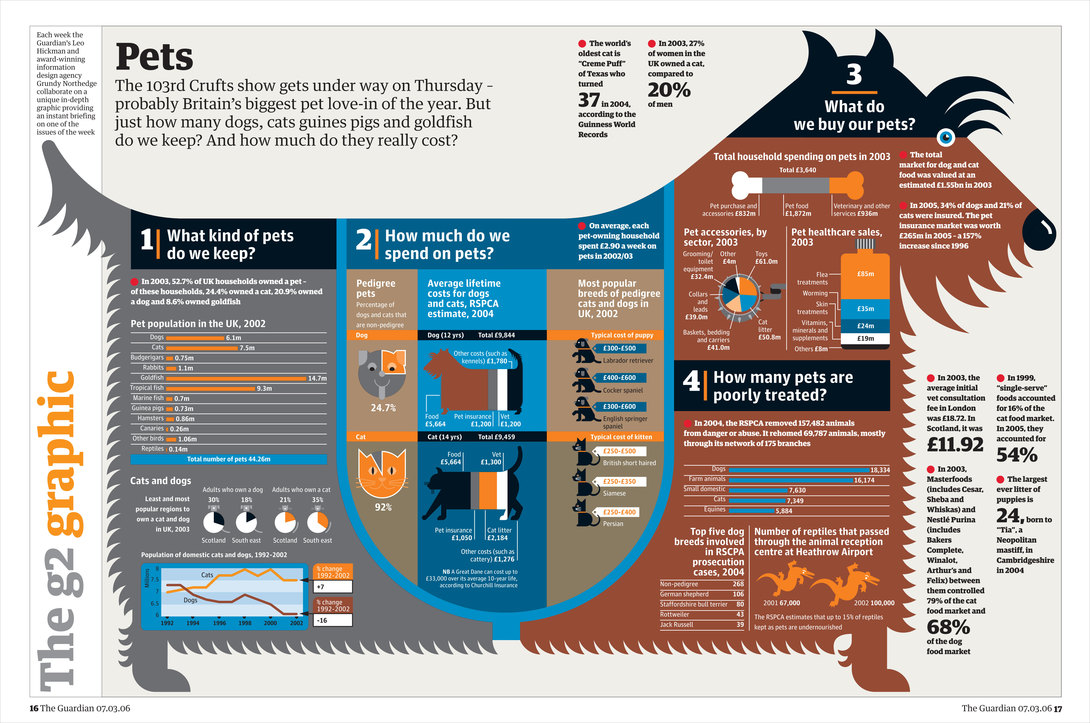 Each week the
Guardian's Leo
Hickman and
award-winning
information
design agency
Grundy Northedge
collaborate on a
unique in-depth
graphic providing
an instant briefing
on one of the
issues of the week
The g2 graphic
Pets
The 103rd Crufts show gets under way on Thursday –
probably Britain's biggest pet love-in of the year. But
just how many dogs, cats guines pigs and goldfish
do we keep? And how much do they really cost?
The world's
oldest cat is
"Creme Puff"
of Texas who
turned
37 in 2004,
according to the
Guinness World
Records
In 2003, 27%
of women in the
UK owned a cat,
compared to
20%
of men
1 What kind of pets
do we keep?
In 2003, 52.7% of UK households owned a pet –
of these households, 24.4% owned a cat, 20.9% owned
a dog and 8.6% owned goldfish
Pet population in the UK, 2002
Dogs 6.1m
Cats 7.5m
Budgerigars 0.75m
Rabbits 1.1m
Goldfish 14.7m
Tropical fish 9.3m
Marine fish 0.7m
Guinea pigs 0.73m
Hamsters 0.86m
Canaries 0.26m
Other birds 1.06m
Reptiles 0.14m
Total number of pets 44.26m
Cats and dogs
Least and most
popular regions to
own a cat and dog
in UK, 2003
Adults who own a dog
30% 18%
Scotland South east
Adults who own a cat
21% 35%
Scotland South east
Population of domestic cats and dogs, 1992-2002
Millions
8
7.5
7
6.5
6
Cats
Dogs
1992 1994 1996 1998 2000 2002
% change
1992-2002
+7
% change
1992-2002
-16
2 How much do we
spend on pets?
On average, each
pet-owning household
spent £2.90 a week on
pets in 2002/03
Pedigree
pets
Percentage of
dogs and cats that
are non-pedigree
Dog
24.7%
Cat
92%
Average lifetime
costs for dogs
and cats, RSPCA
estimate, 2004
Dog (12 yrs) Total £9,844
Other costs (such as
kennels) £1,780
Food
£5,664
Pet insurance
£1,200
Vet
£1,200
Cat (14 yrs) Total £9,459
Food
£5,664
Vet
£1,300
Pet insurance
£1,050
Cat litter
£2,184
Other costs (such as
cattery) £1,276
NB A Great Dane can cost up to
£33,000 over its average 10-year life,
according to Churchill Insurance
Most popular
breeds of pedigree
cats and dogs in
UK, 2002
Typical cost of puppy
£300-£500
Labrador retriever
£400-£600
Cocker spaniel
£300-£600
English springer
spaniel
Typical cost of kitten
£250-£500
British short haired
£250-£350
Siamese
£250-£400
Persian
3
What do
we buy our pets?
Total household spending on pets in 2003
Total £3,640
Pet purchase and
accessories £832m
Pet food
£1,872m
Veterinary and other
services £936m
The total
market for dog and cat
food was valued at an
estimated £1.55bn in 2003
In 2005, 34% of dogs and 21% of
cats were insured. The pet
insurance market was worth
£265m in 2005 – a 157%
increase since 1996
Pet accessories, by
sector, 2003
Grooming/
toilet
equipment
£32.4m
Other
£4m
Toys
£61.0m
Collars
and
leads
£39.0m
Cat
litter
£50.8m
Baskets, bedding
and carriers
£41.0m
Pet healthcare sales,
2003
Flea
treatments
£85m
Worming
£35m
Skin
treatments
£24m
Vitamins,
minerals and
supplements
£19m
Others £8m
4 How many pets are
poorly treated?
In 2004, the RSPCA removed 157,482 animals
from danger or abuse. It rehomed 69,787 animals, mostly
through its network of 175 branches
Dogs 18,334
Farm animals 16,174
Small domestic 7,630
Cats 7,349
Equines 5,884
Top five dog
breeds involved
in RSCPA
prosecution
cases, 2004
Non-pedigree 268
German shepherd 106
Staffordshire bull terrier 80
Rottweiler 43
Jack Russell 39
Number of reptiles that passed
through the animal reception
centre at Heathrow Airport
2001 67,000
2002 100,000
The RSPCA estimates that up to 15% of reptiles
kept as pets are undernourished
In 2003, the
average initial
vet consultation
fee in London
was £18.72. In
Scotland, it was
£11.92
In 2003,
Masterfoods
(includes Cesar,
Sheba and
Whiskas) and
Nestlé Purina
(includes
Bakers
Complete,
Winalot,
Arthur's and
Felix) between
them controlled
79% of the cat
food market and
68%
of the dog
food market
In 1999,
"single-serve"
foods accounted
for 16% of the
cat food market.
In 2005, they
accounted for
54%
The largest
ever litter of
puppies is
24, born to
"Tia", a
Neopolitan
mastiff, in
Cambridgeshire
in 2004
16 The Guardian 07.03.06
The Guardian 07.03.06 17